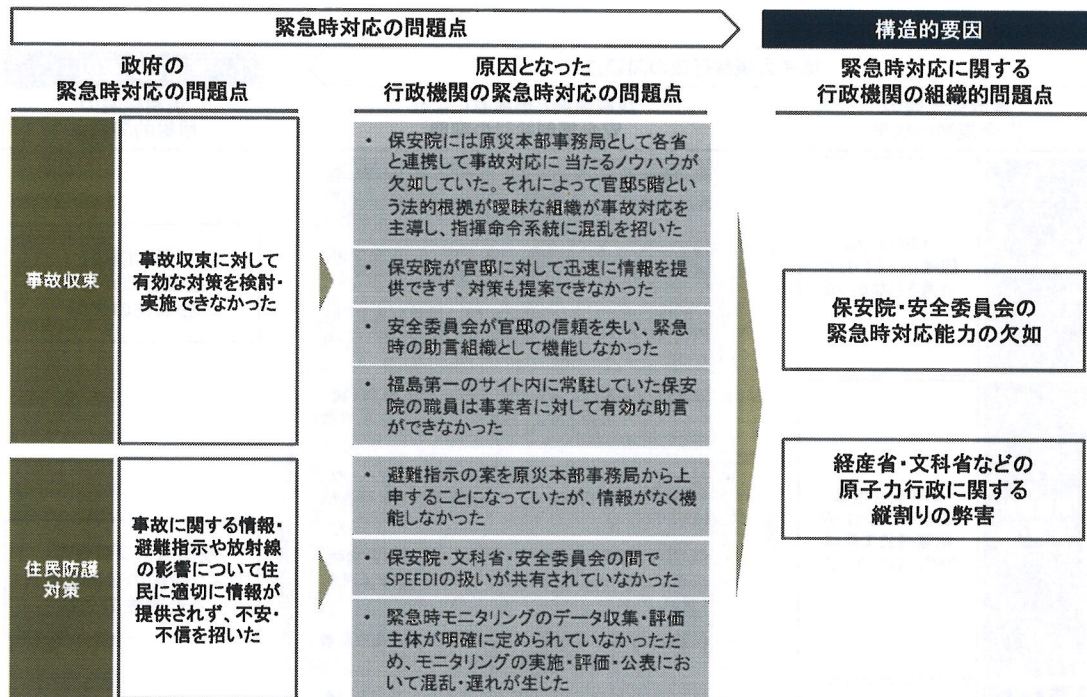 緊急時対応の問題点
構造的要因
政府の
緊急時対応の問題点
原因となった
行政機関の緊急時対応の問題点
緊急時対応に関する
行政機関の組織的問題点
事故収束
事故収束に対して
有効な対策を検討・
実施できなかった
• 保安院には原災本部事務局として各省
と連携して事故対応に 当たるノウハウが
欠如していた。それによって官邸5階とい
う法的根拠が曖昧な組織が事故対応を
主導し、指揮命令系統に混乱を招いた
• 保安院が官邸に対して迅速に情報を提
供できず、対策も提案できなかった
• 安全委員会が官邸の信頼を失い、緊急
時の助言組織として機能しなかった
• 福島第一のサイト内に常駐していた保安
院の職員は事業者に対して有効な助言
ができなかった
住民防護
対策
事故に関する情報・
避難指示や放射線
の影響について住
民に適切に情報が
提供されず、不安・
不信を招いた
• 避難指示の案を原災本部事務局から上
申することになっていたが、情報がなく機
能しなかった
• 保安院・文科省・安全委員会の間で
SPEEDIの扱いが共有されていなかった
• 緊急時モニタリングのデータ収集・評価
主体が明確に定められていなかったた
め、モニタリングの実施・評価・公表にお
いて混乱・遅れが生じた
保安院・安全委員会の
緊急時対応能力の欠如
経産省・文科省などの
原子力行政に関する
縦割りの弊害